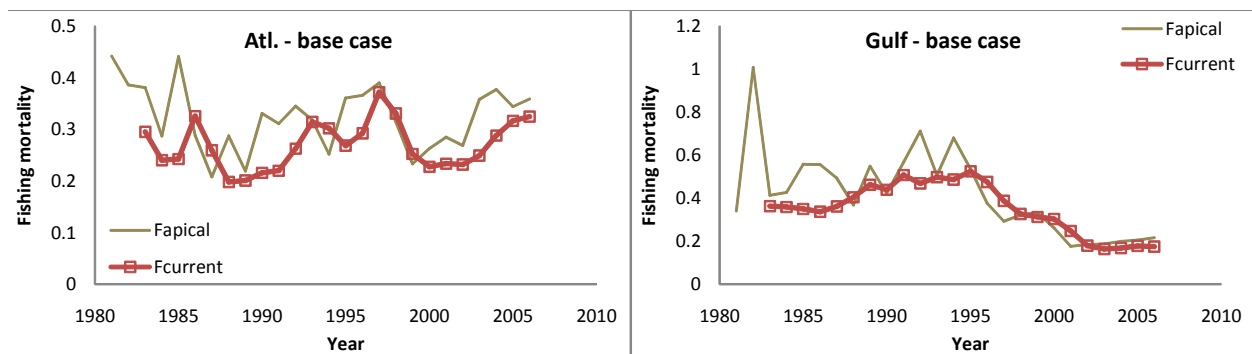 Atl. - base case
0.5
0.4
0.3
0.2
0.1
0
Fishing mortality
Fapical
Fcurrent
1980 1985 1990 1995 2000 2005 2010
Year
Gulf - base case
1.2
1
0.8
0.6
0.4
0.2
0
Fishing mortality
Fapical
Fcurrent
1980 1985 1990 1995 2000 2005 2010
Year